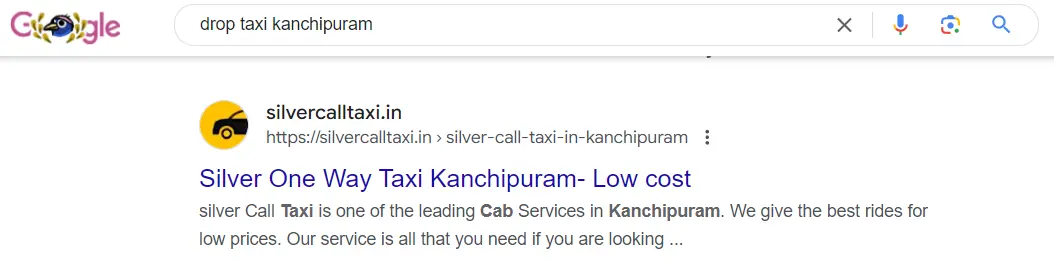 Google
drop taxi kanchipuram
silvercalltaxi.in
https://silvercalltaxi.in › silver-call-taxi-in-kanchipuram
Silver One Way Taxi Kanchipuram- Low cost
silver Call Taxi is one of the leading Cab Services in Kanchipuram. We give the best rides for
low prices. Our service is all that you need if you are looking ...